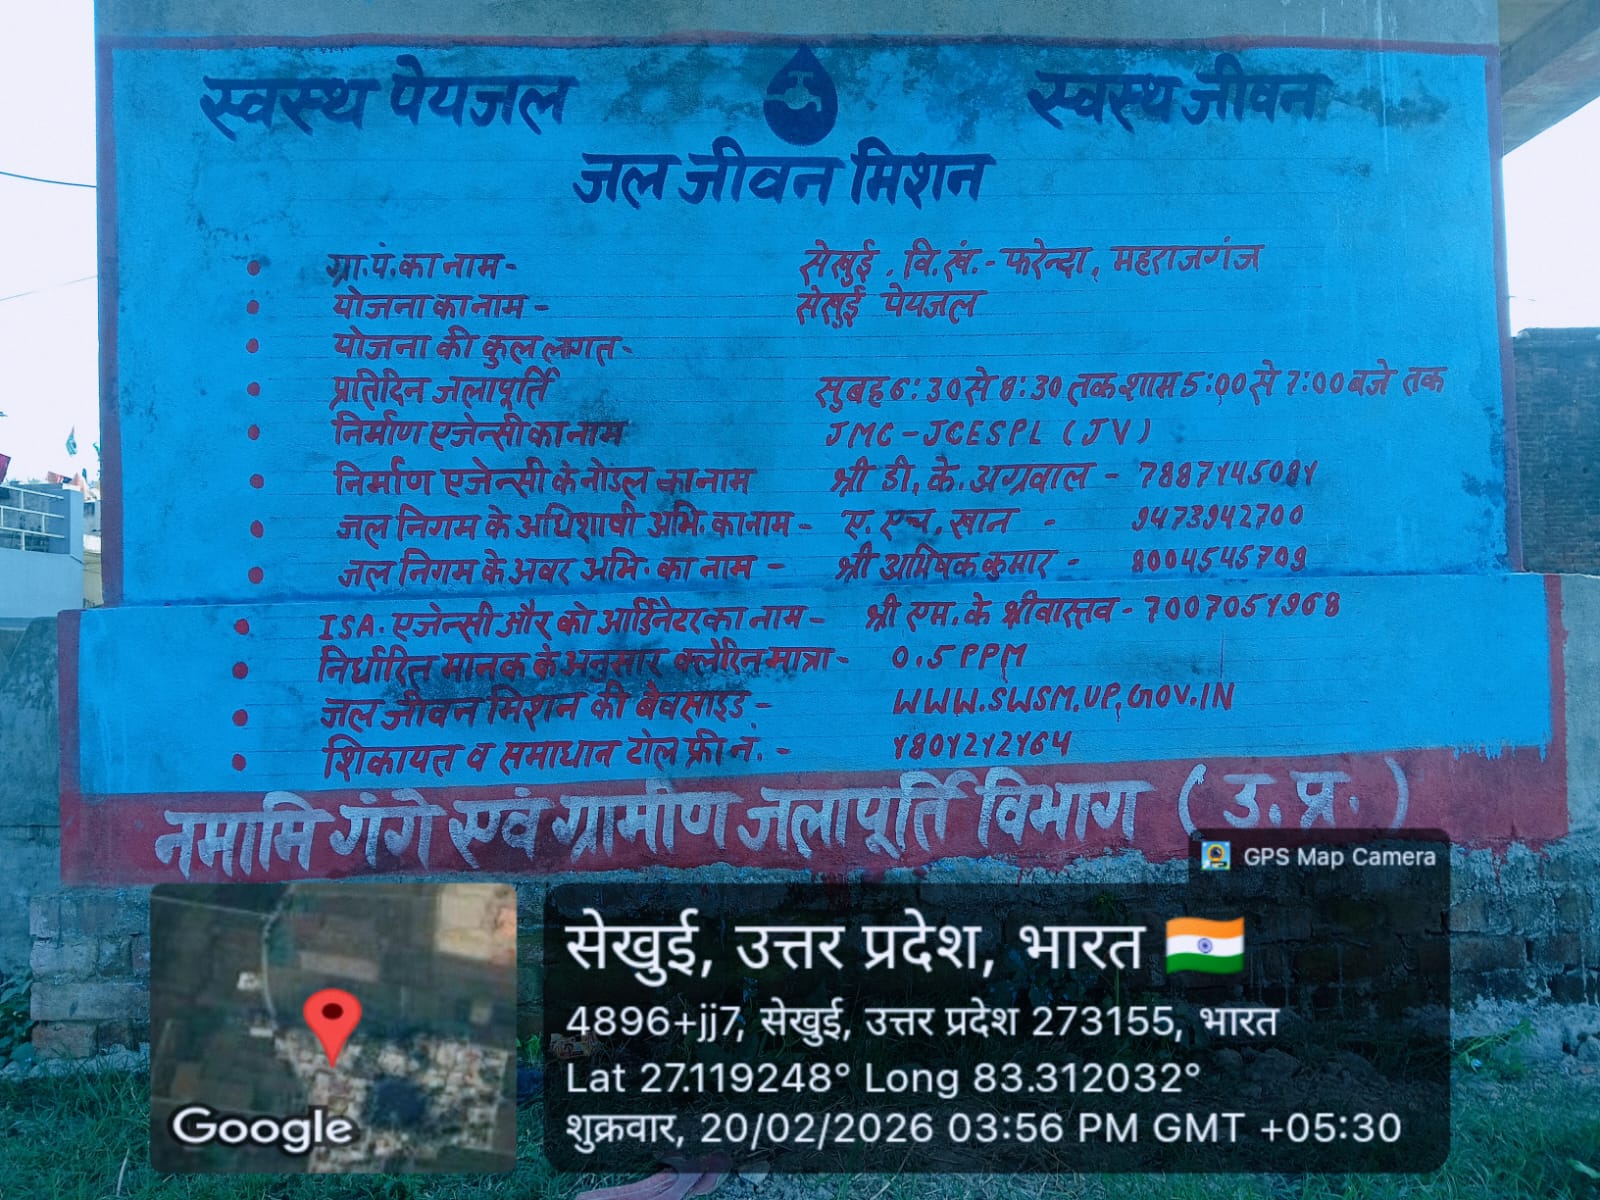 स्वस्थ पेयजल स्वस्थ जीवन
जल जीवन मिशन
ग्रा.पं.का नाम- सेखुई . वि.खं.- फरेन्दा, महराजगंज
योजना का नाम - सेखुई पेयजल
योजना की कुल लागत-
प्रतिदिन जलापूर्ति सुबह 6:30 से 8:30 तक शाम 5:00 से 7:00 बजे तक
निर्माण एजेन्सी का नाम JMC-JCESPL (JV)
निर्माण एजेन्सी के नोडल का नाम श्री डी. के. अग्रवाल - 7887145081
जल निगम के अधिशाषी अभि. का नाम - ए. एच. खान - 9473942700
जल निगम के अवर अभि. का नाम - श्री अभिषेक कुमार - 8004545709
ISA. एजेन्सी और को आर्डिनेटर का नाम - श्री एम. के श्रीवास्तव - 7007051968
निर्धारित मानक के अनुसार क्लोरिन मात्रा - 0.5 PPM
जल जीवन मिशन की वेबसाइड - WWW.SWSM.UP.GOV.IN
शिकायत व समाधान टोल फ्री न. - 1801212164
नमामि गंगे एवं ग्रामीण जलापूर्ति विभाग (उ.प्र.)
GPS Map Camera
सेखुई, उत्तर प्रदेश, भारत
4896+jj7, सेखुई, उत्तर प्रदेश 273155, भारत
Lat 27.119248° Long 83.312032°
शुक्रवार, 20/02/2026 03:56 PM GMT +05:30
Google